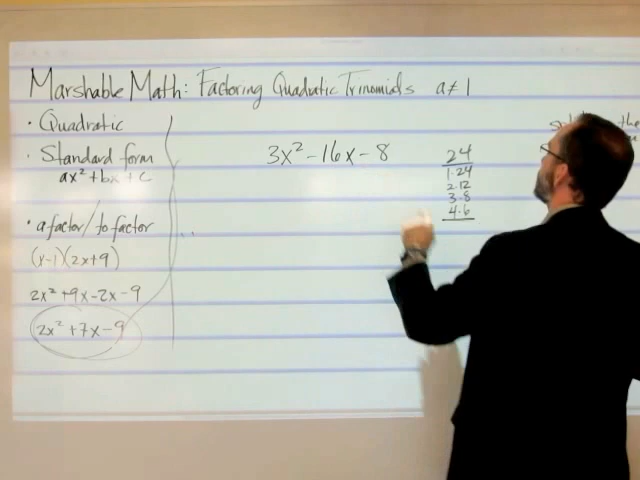 Marshable Math: Factoring Quadratic Trinomials a≠1
• Quadratic
• Standard form
ax² + bx + c
• a factor / to factor
(x-1)(2x+9)
2x² + 9x - 2x - 9
2x² + 7x - 9
3x² - 16x - 8
24
1·24
2·12
3·8
4·6
the